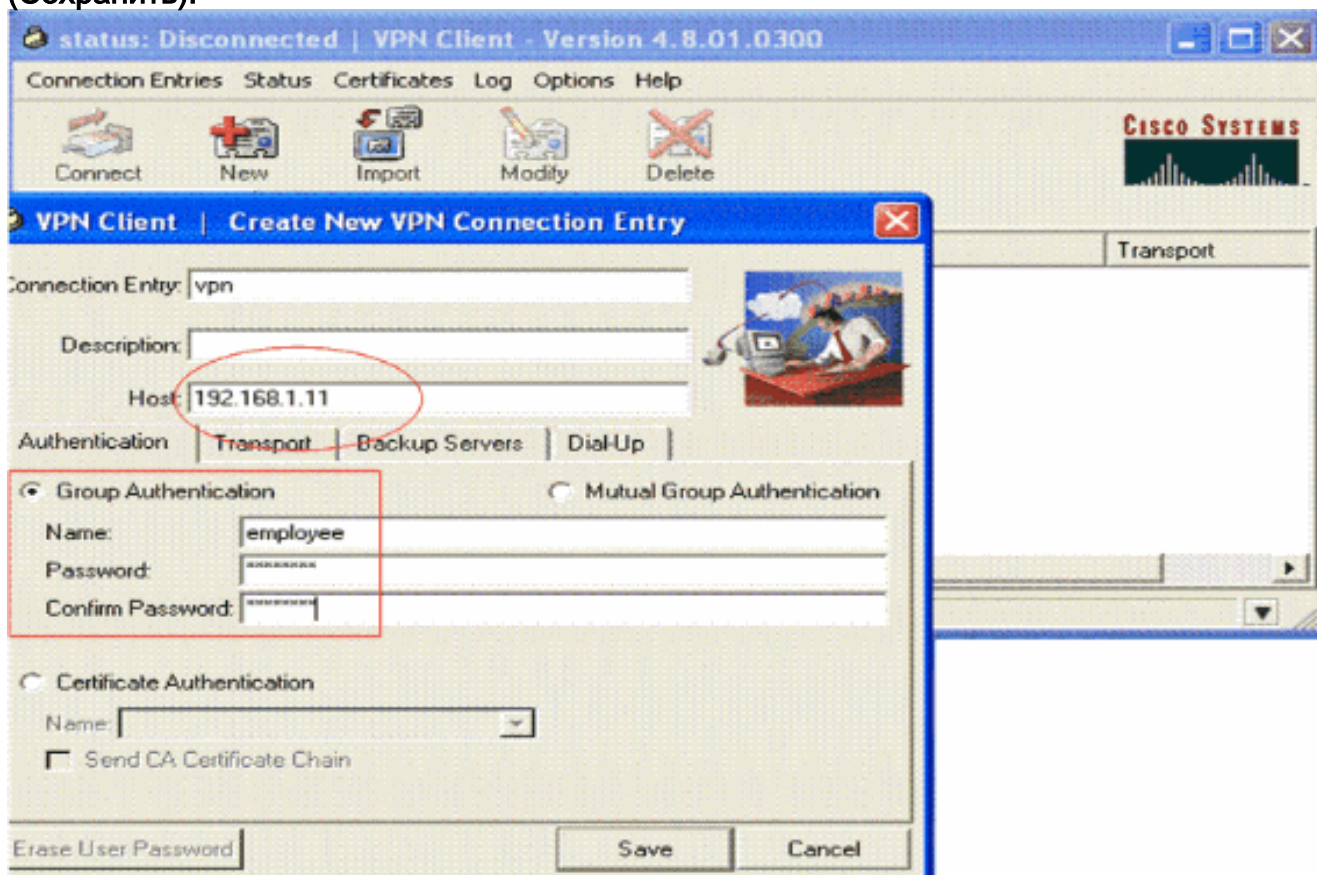 (Сохранить).
status: Disconnected | VPN Client - Version 4.8.01.0300
Connection Entries Status Certificates Log Options Help
Connect New Import Modify Delete
CISCO SYSTEMS
VPN Client | Create New VPN Connection Entry
Transport
Connection Entry: vpn
Description:
Host: 192.168.1.11
Authentication Transport Backup Servers Dial-Up
Group Authentication Mutual Group Authentication
Name: employee
Password: ********
Confirm Password: ********
Certificate Authentication
Name:
Send CA Certificate Chain
Erase User Password Save Cancel